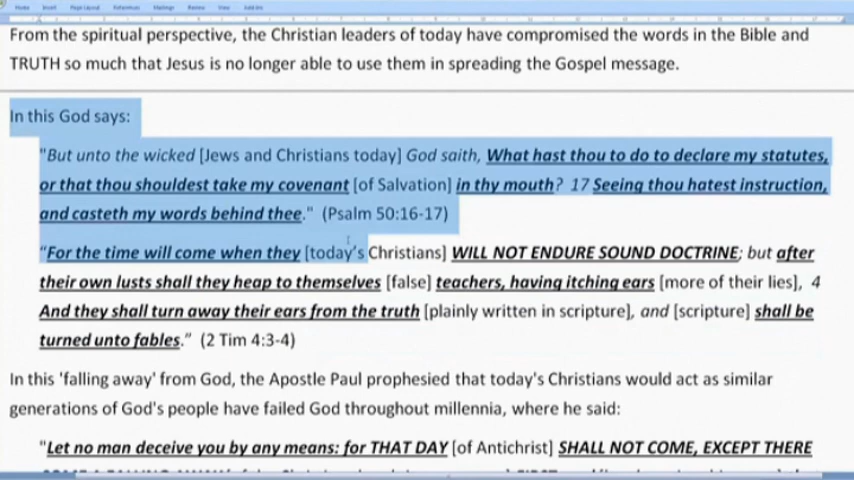 Home Insert Page Layout References Mailings Review View Add-Ins
From the spiritual perspective, the Christian leaders of today have compromised the words in the Bible and
TRUTH so much that Jesus is no longer able to use them in spreading the Gospel message.
In this God says:
"But unto the wicked [Jews and Christians today] God saith, What hast thou to do to declare my statutes,
or that thou shouldest take my covenant [of Salvation] in thy mouth? 17 Seeing thou hatest instruction,
and casteth my words behind thee." (Psalm 50:16-17)
"For the time will come when they [today's Christians] WILL NOT ENDURE SOUND DOCTRINE; but after
their own lusts shall they heap to themselves [false] teachers, having itching ears [more of their lies], 4
And they shall turn away their ears from the truth [plainly written in scripture], and [scripture] shall be
turned unto fables." (2 Tim 4:3-4)
In this 'falling away' from God, the Apostle Paul prophesied that today's Christians would act as similar
generations of God's people have failed God throughout millennia, where he said:
"Let no man deceive you by any means: for THAT DAY [of Antichrist] SHALL NOT COME, EXCEPT THERE